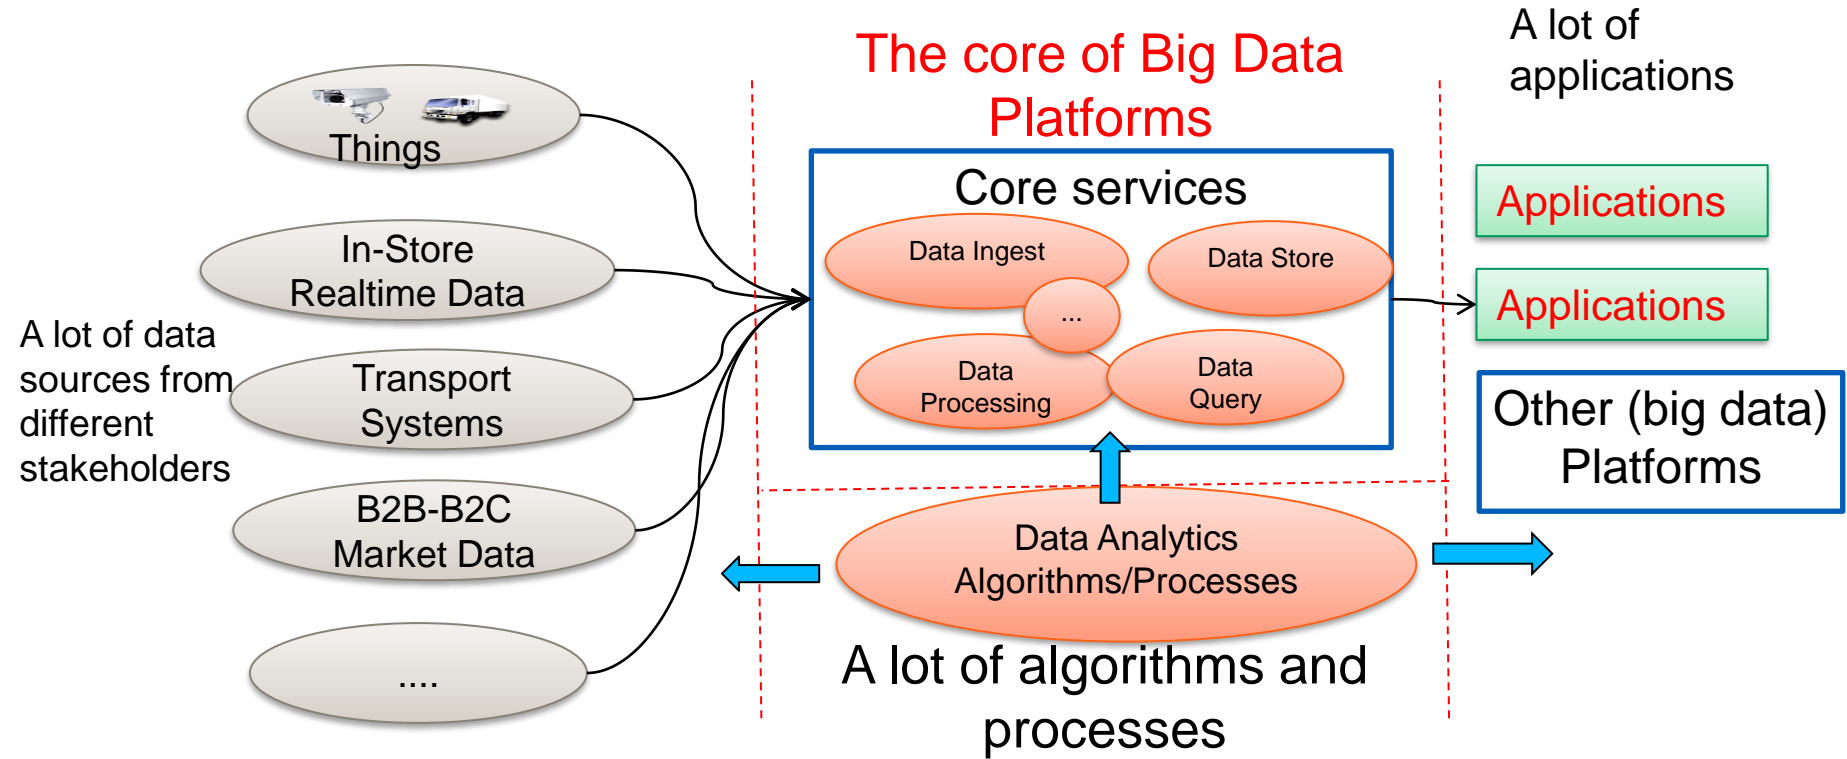 The core of Big Data
Platforms
A lot of
applications
Things
In-Store
Realtime Data
A lot of data
sources from
different
stakeholders
Transport
Systems
B2B-B2C
Market Data
....
Core services
Data Ingest
Data Store
...
Data
Processing
Data
Query
Data Analytics
Algorithms/Processes
A lot of algorithms and
processes
Applications
Applications
Other (big data)
Platforms